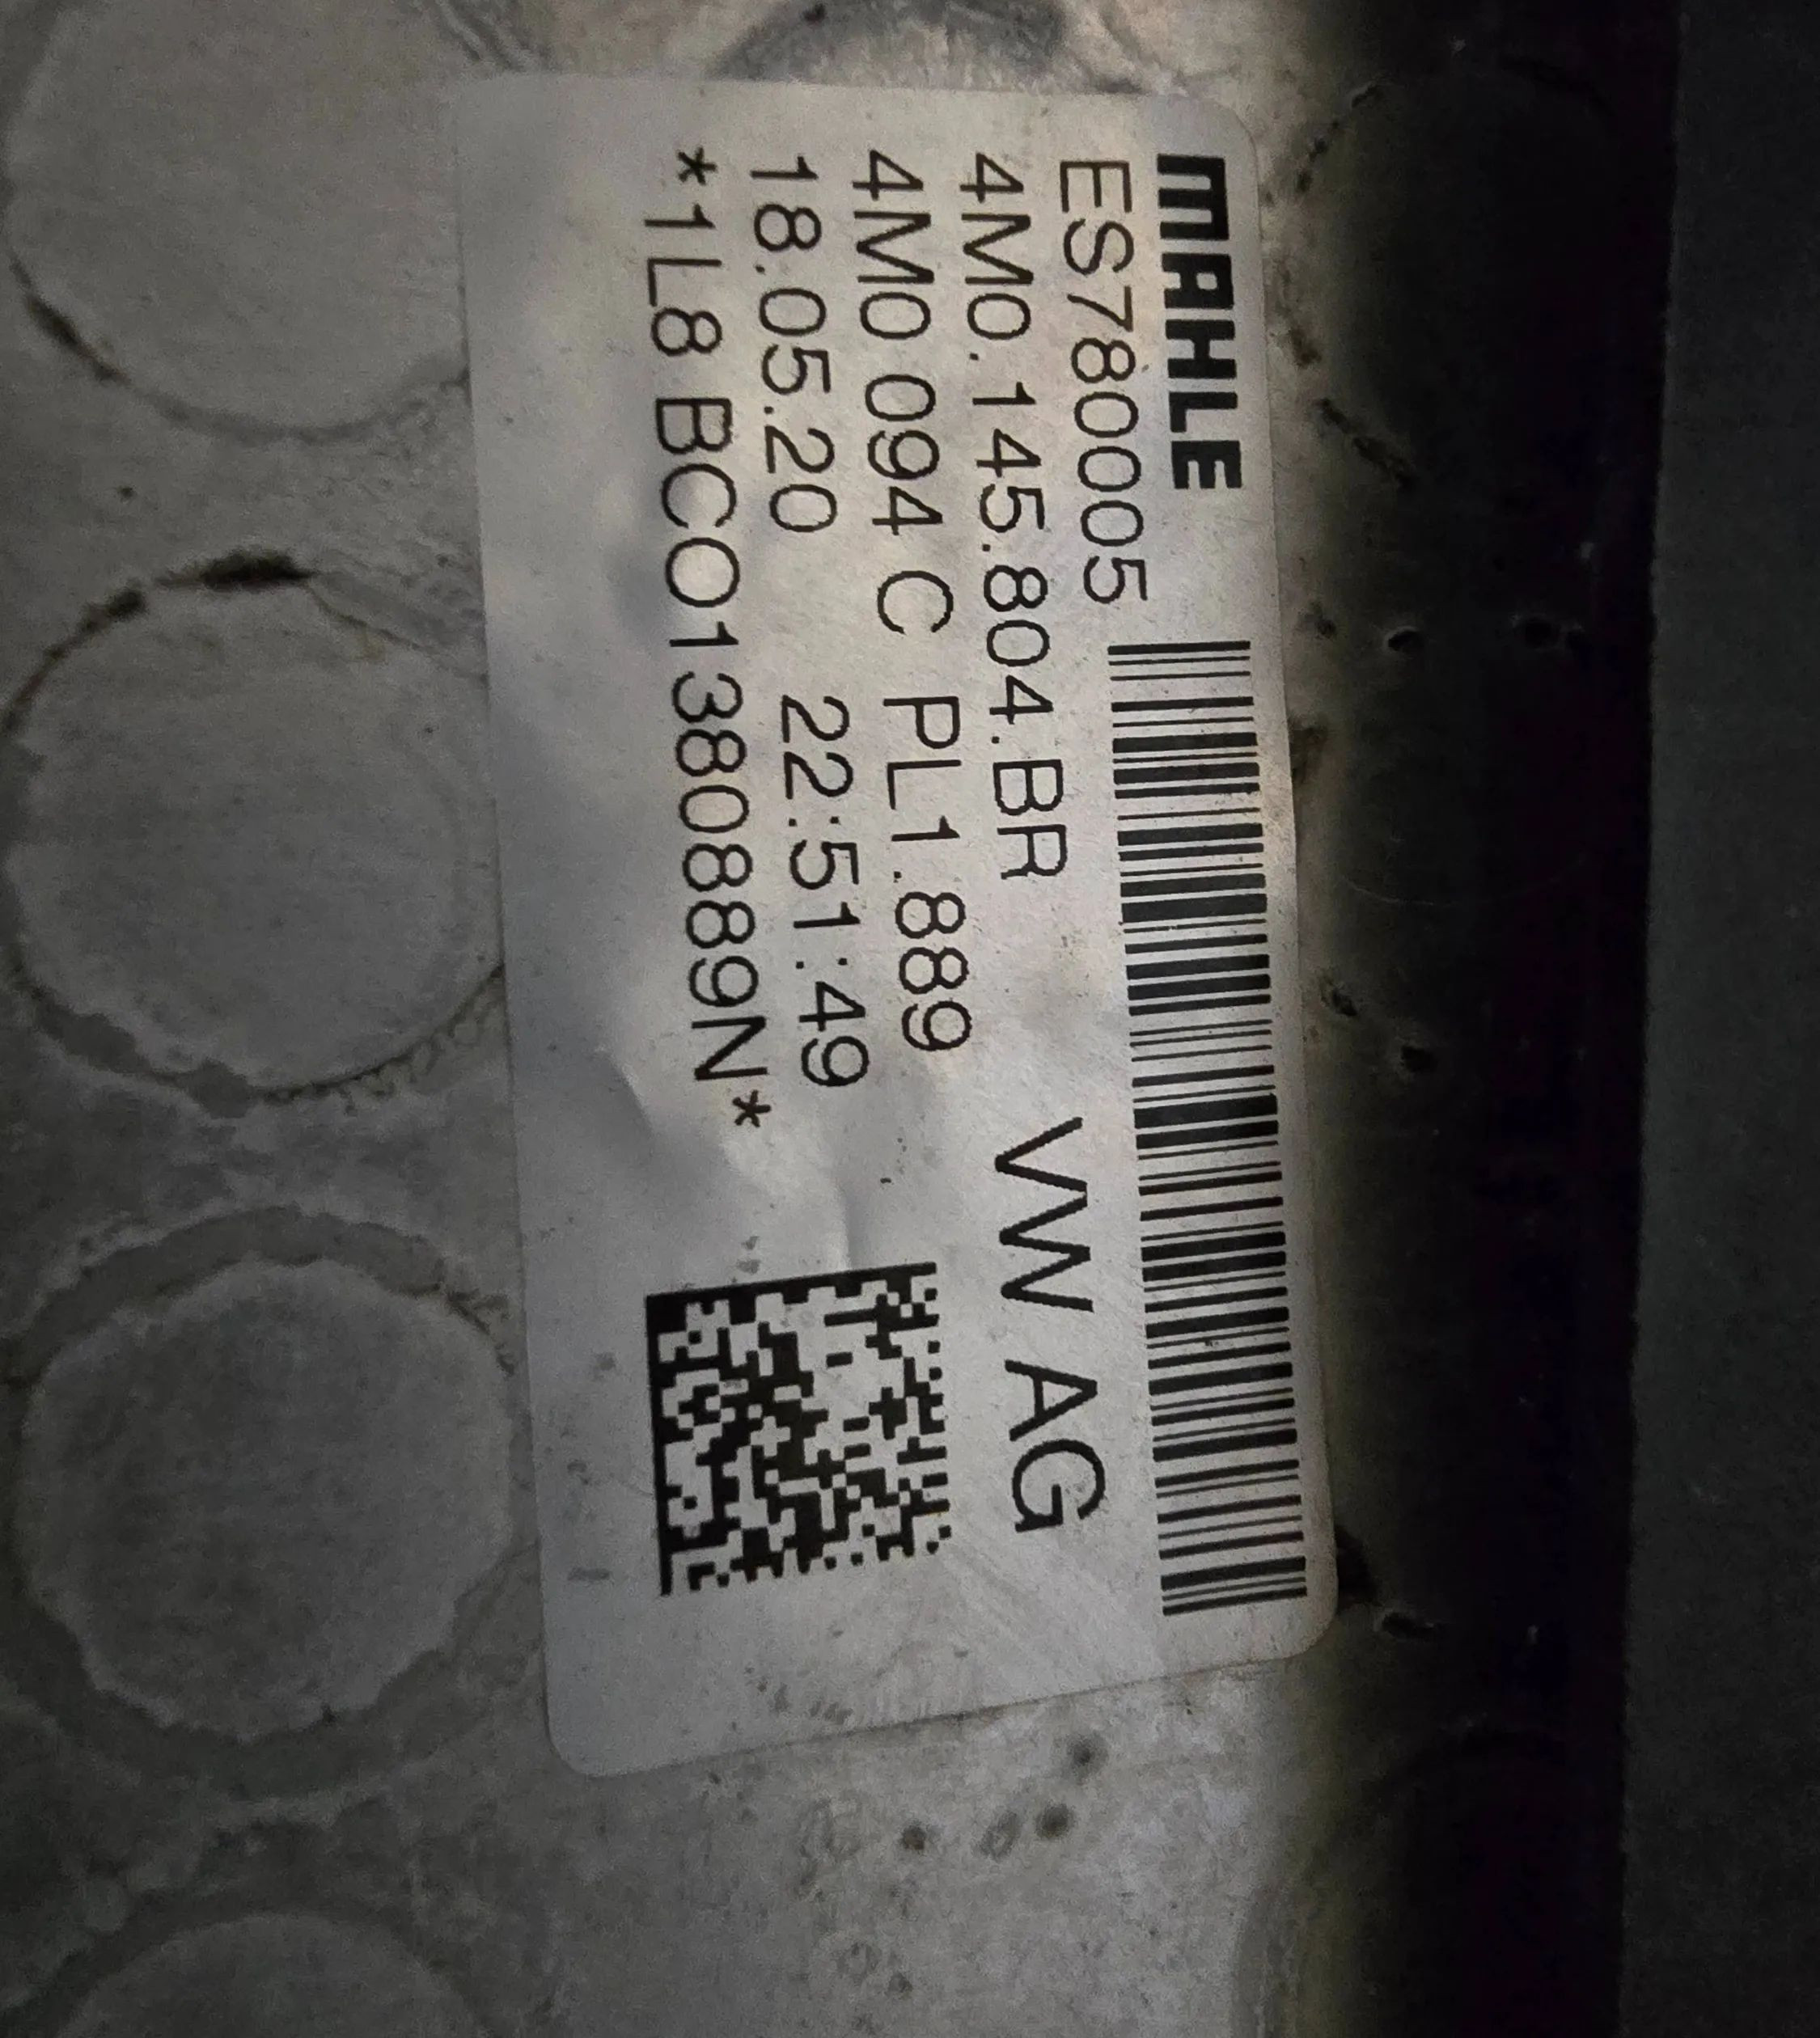 MAHLE
ES780005
4M0.145.804.BR VW AG
4M0 094 C PL1.889
18.05.20 22:51:49
*1L8 BCO1380889N*